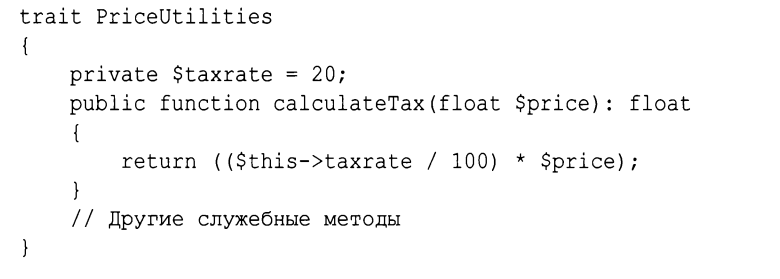 trait PriceUtilities
{
    private $taxrate = 20;
    public function calculateTax(float $price): float
    {
        return (($this->taxrate / 100) * $price);
    }
    // Другие служебные методы
}